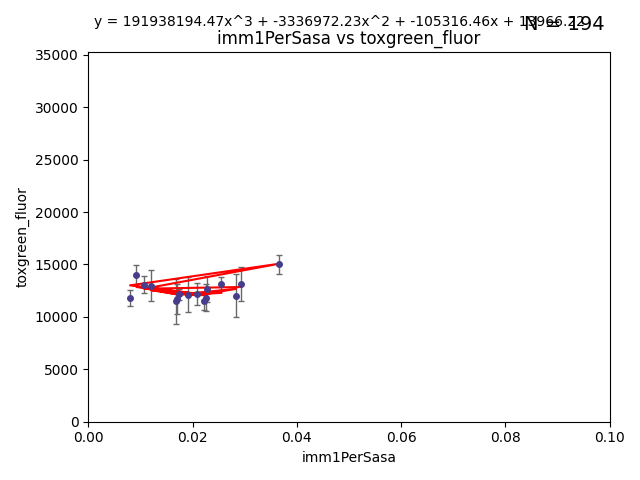 y = 191938194.47x^3 + -3336972.23x^2 + -105316.46x + 13966.22
N = 194
imm1PerSasa vs toxgreen_fluor
35000
30000
25000
20000
15000
10000
5000
0
toxgreen_fluor
0.00 0.02 0.04 0.06 0.08 0.10
imm1PerSasa